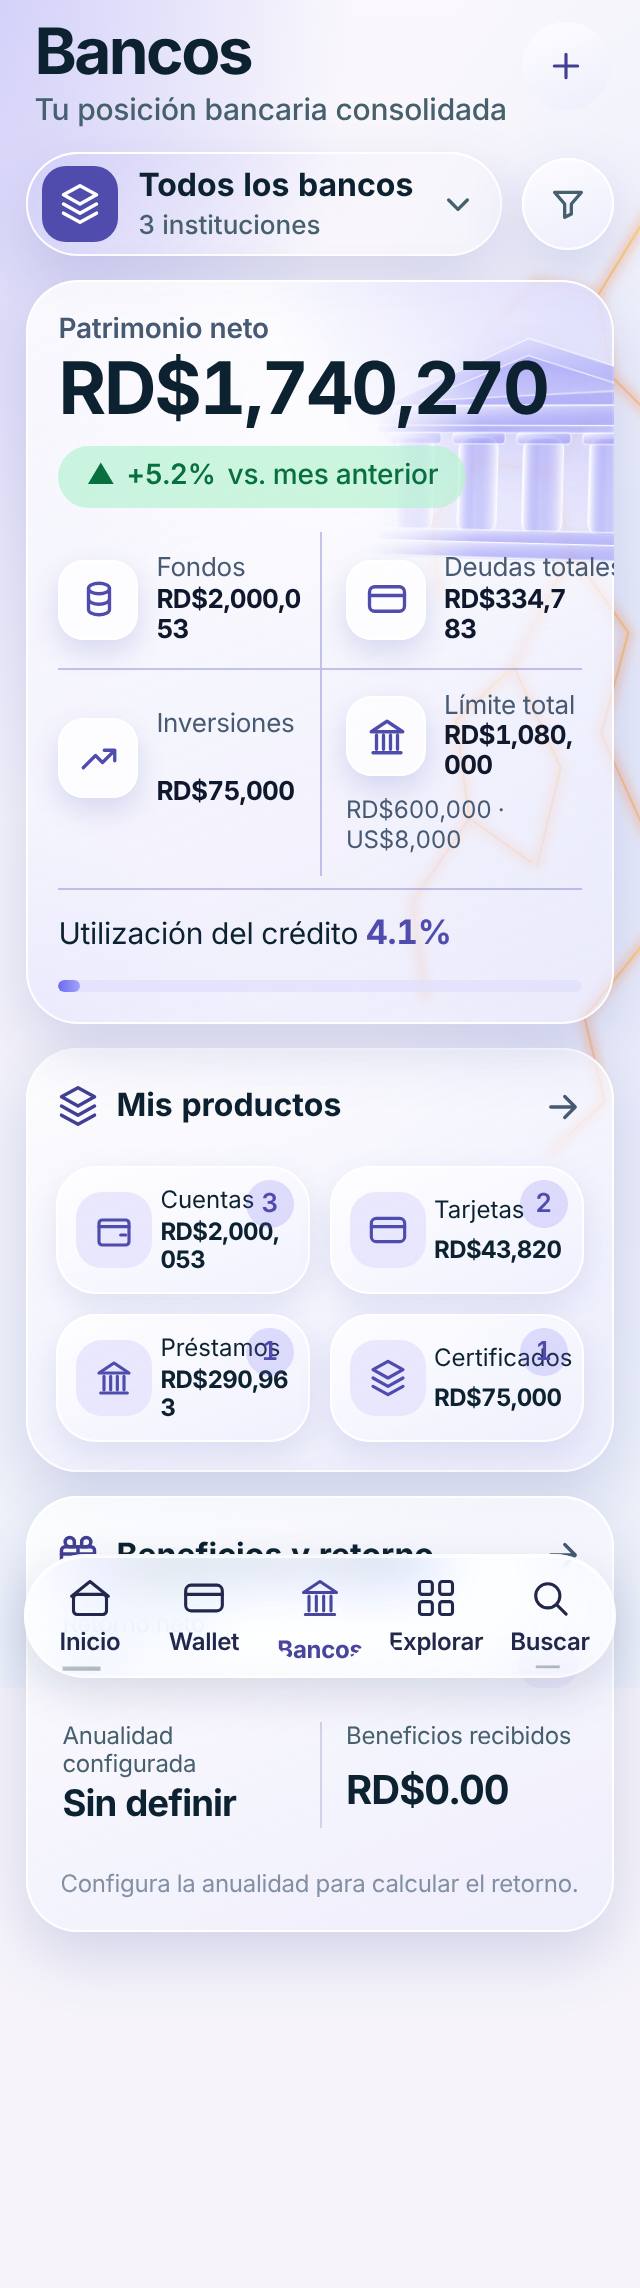 Bancos
Tu posición bancaria consolidada
Todos los bancos
3 instituciones
Patrimonio neto
RD$1,740,270
▲ +5.2% vs. mes anterior
Fondos
RD$2,000,0
53
Deudas totales
RD$334,7
83
Inversiones
RD$75,000
Límite total
RD$1,080,
000
RD$600,000 ·
US$8,000
Utilización del crédito 4.1%
Mis productos
Cuentas 3
RD$2,000,
053
Tarjetas 2
RD$43,820
Préstamos 1
RD$290,96
3
Certificados 1
RD$75,000
Beneficios y retorno
Retorno neto
Inicio
Wallet
Bancos
Explorar
Buscar
Anualidad
configurada
Sin definir
Beneficios recibidos
RD$0.00
Configura la anualidad para calcular el retorno.